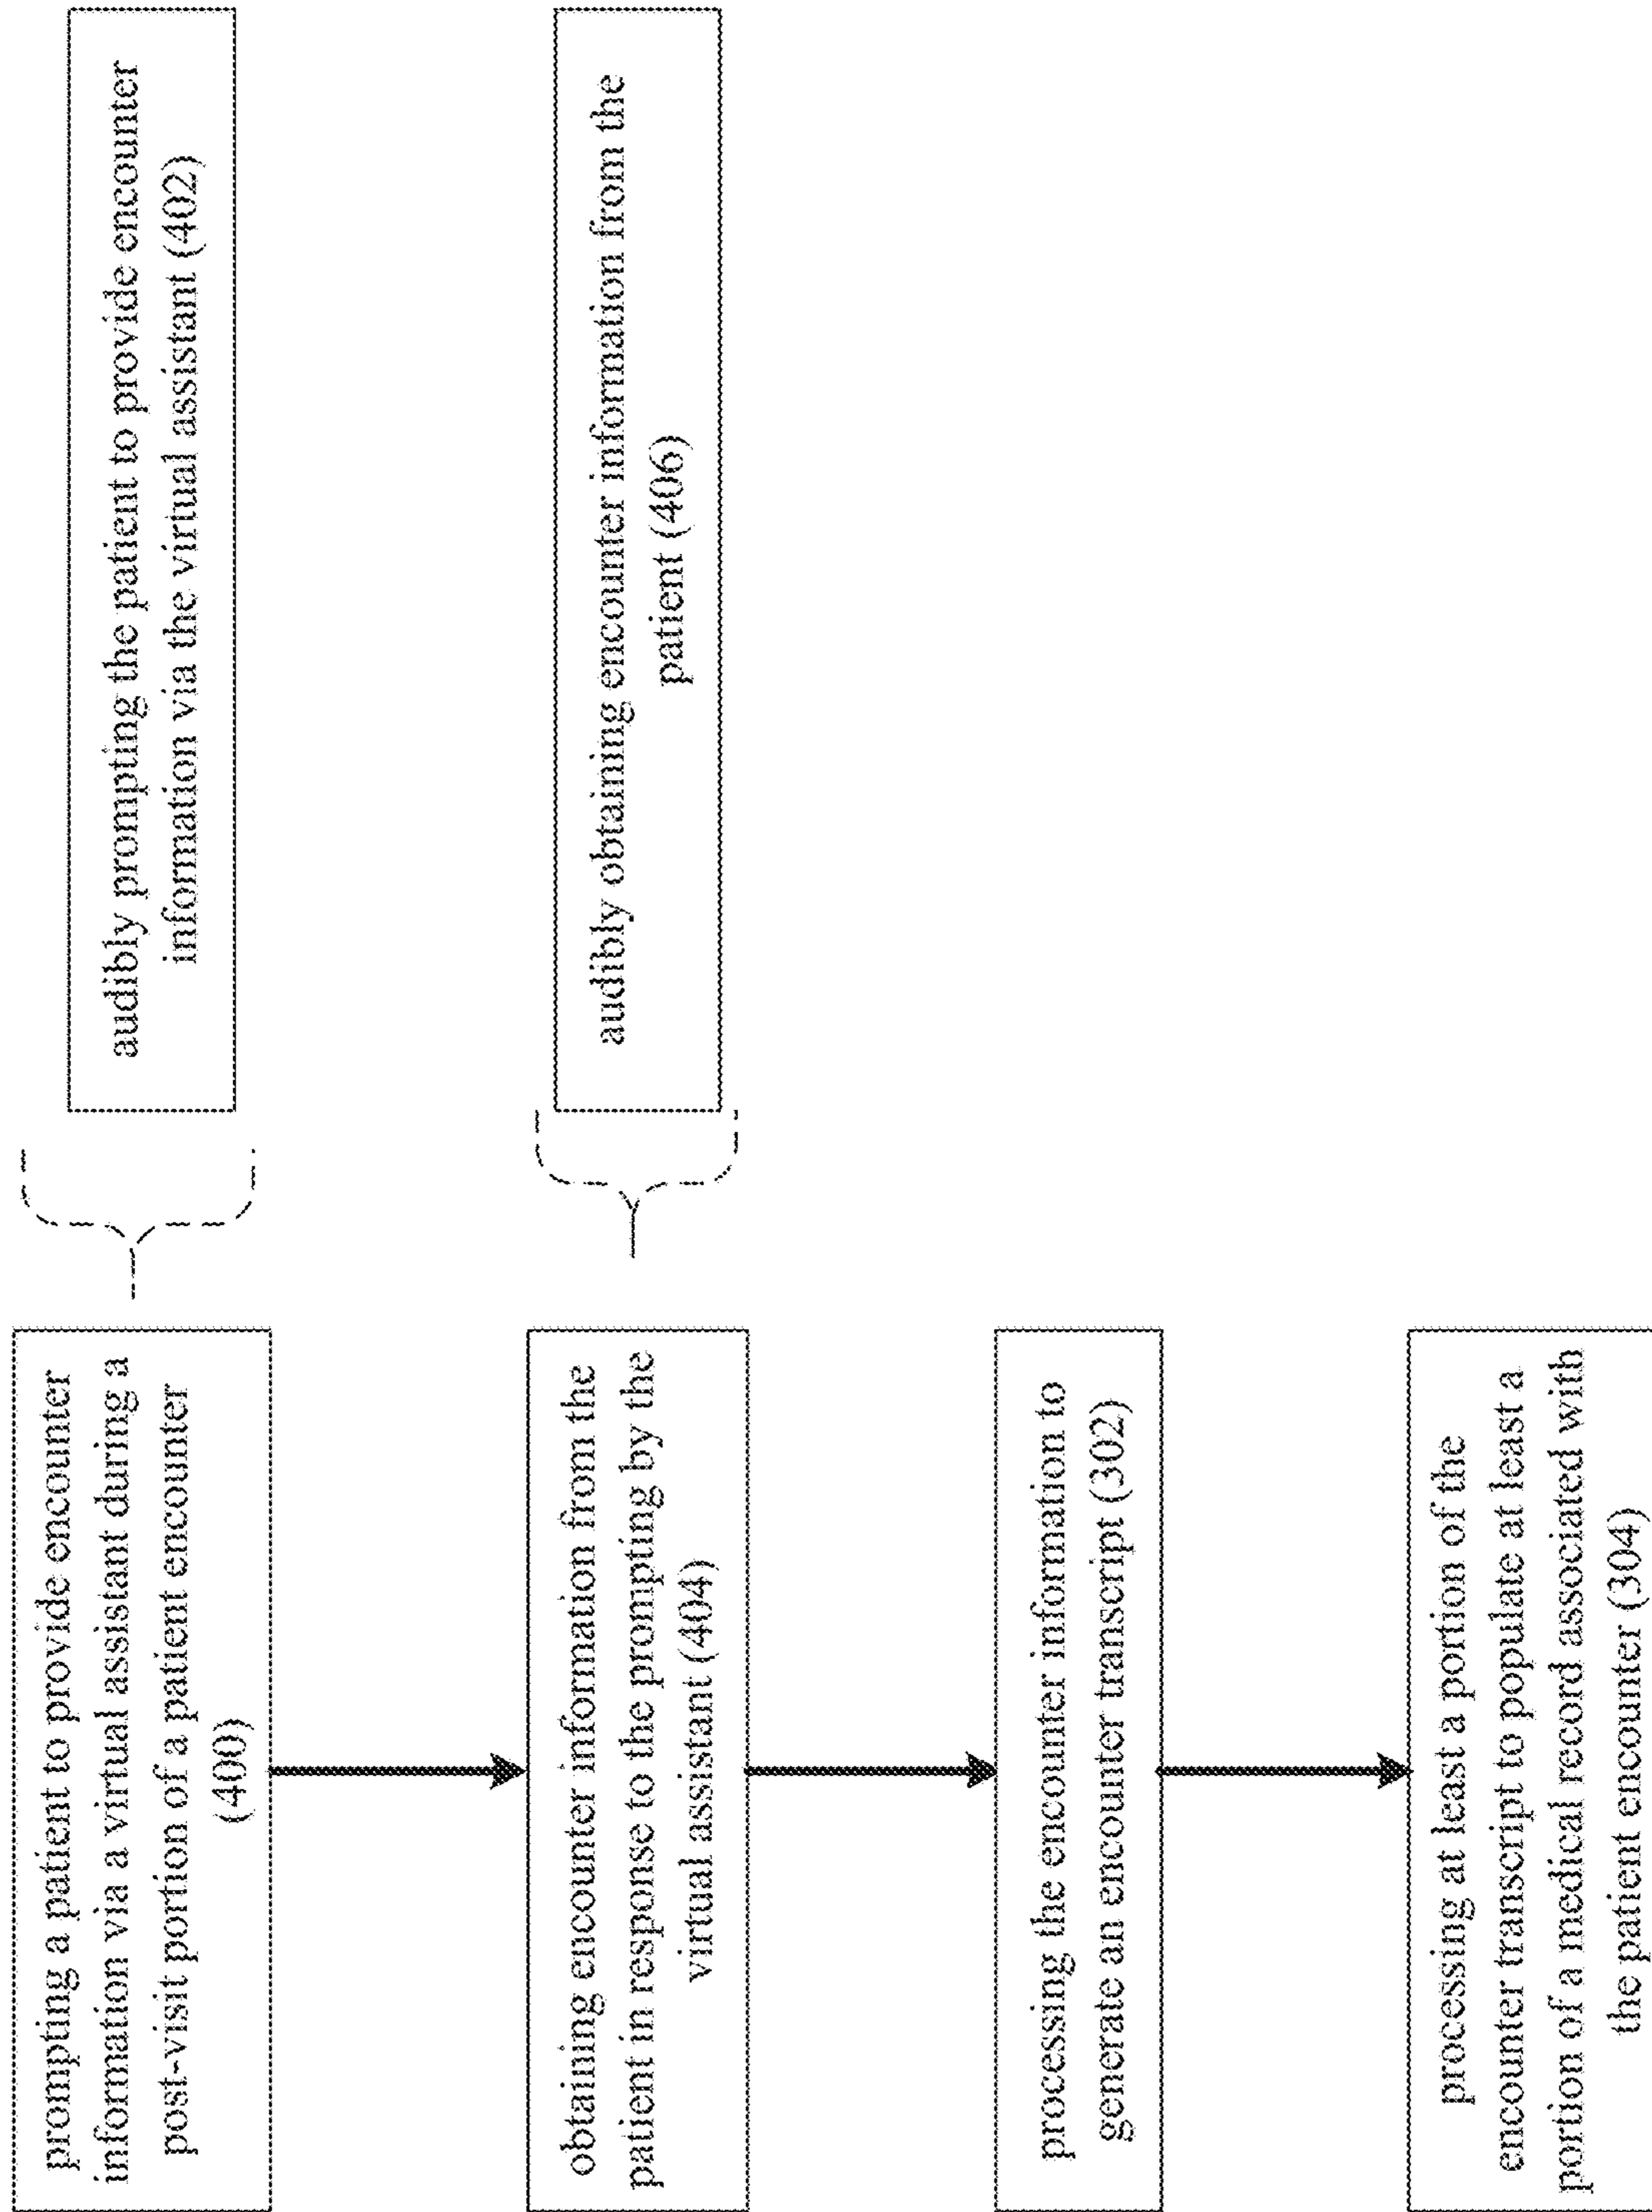 prompting a patient to provide encounter
information via a virtual assistant during a
post-visit portion of a patient encounter
(400)
audibly prompting the patient to provide encounter
information via the virtual assistant (402)
obtaining encounter information from the
patient in response to the prompting by the
virtual assistant (404)
audibly obtaining encounter information from the
patient (406)
processing the encounter information to
generate an encounter transcript (302)
processing at least a portion of the
encounter transcript to populate at least a
portion of a medical record associated with
the patient encounter (304)